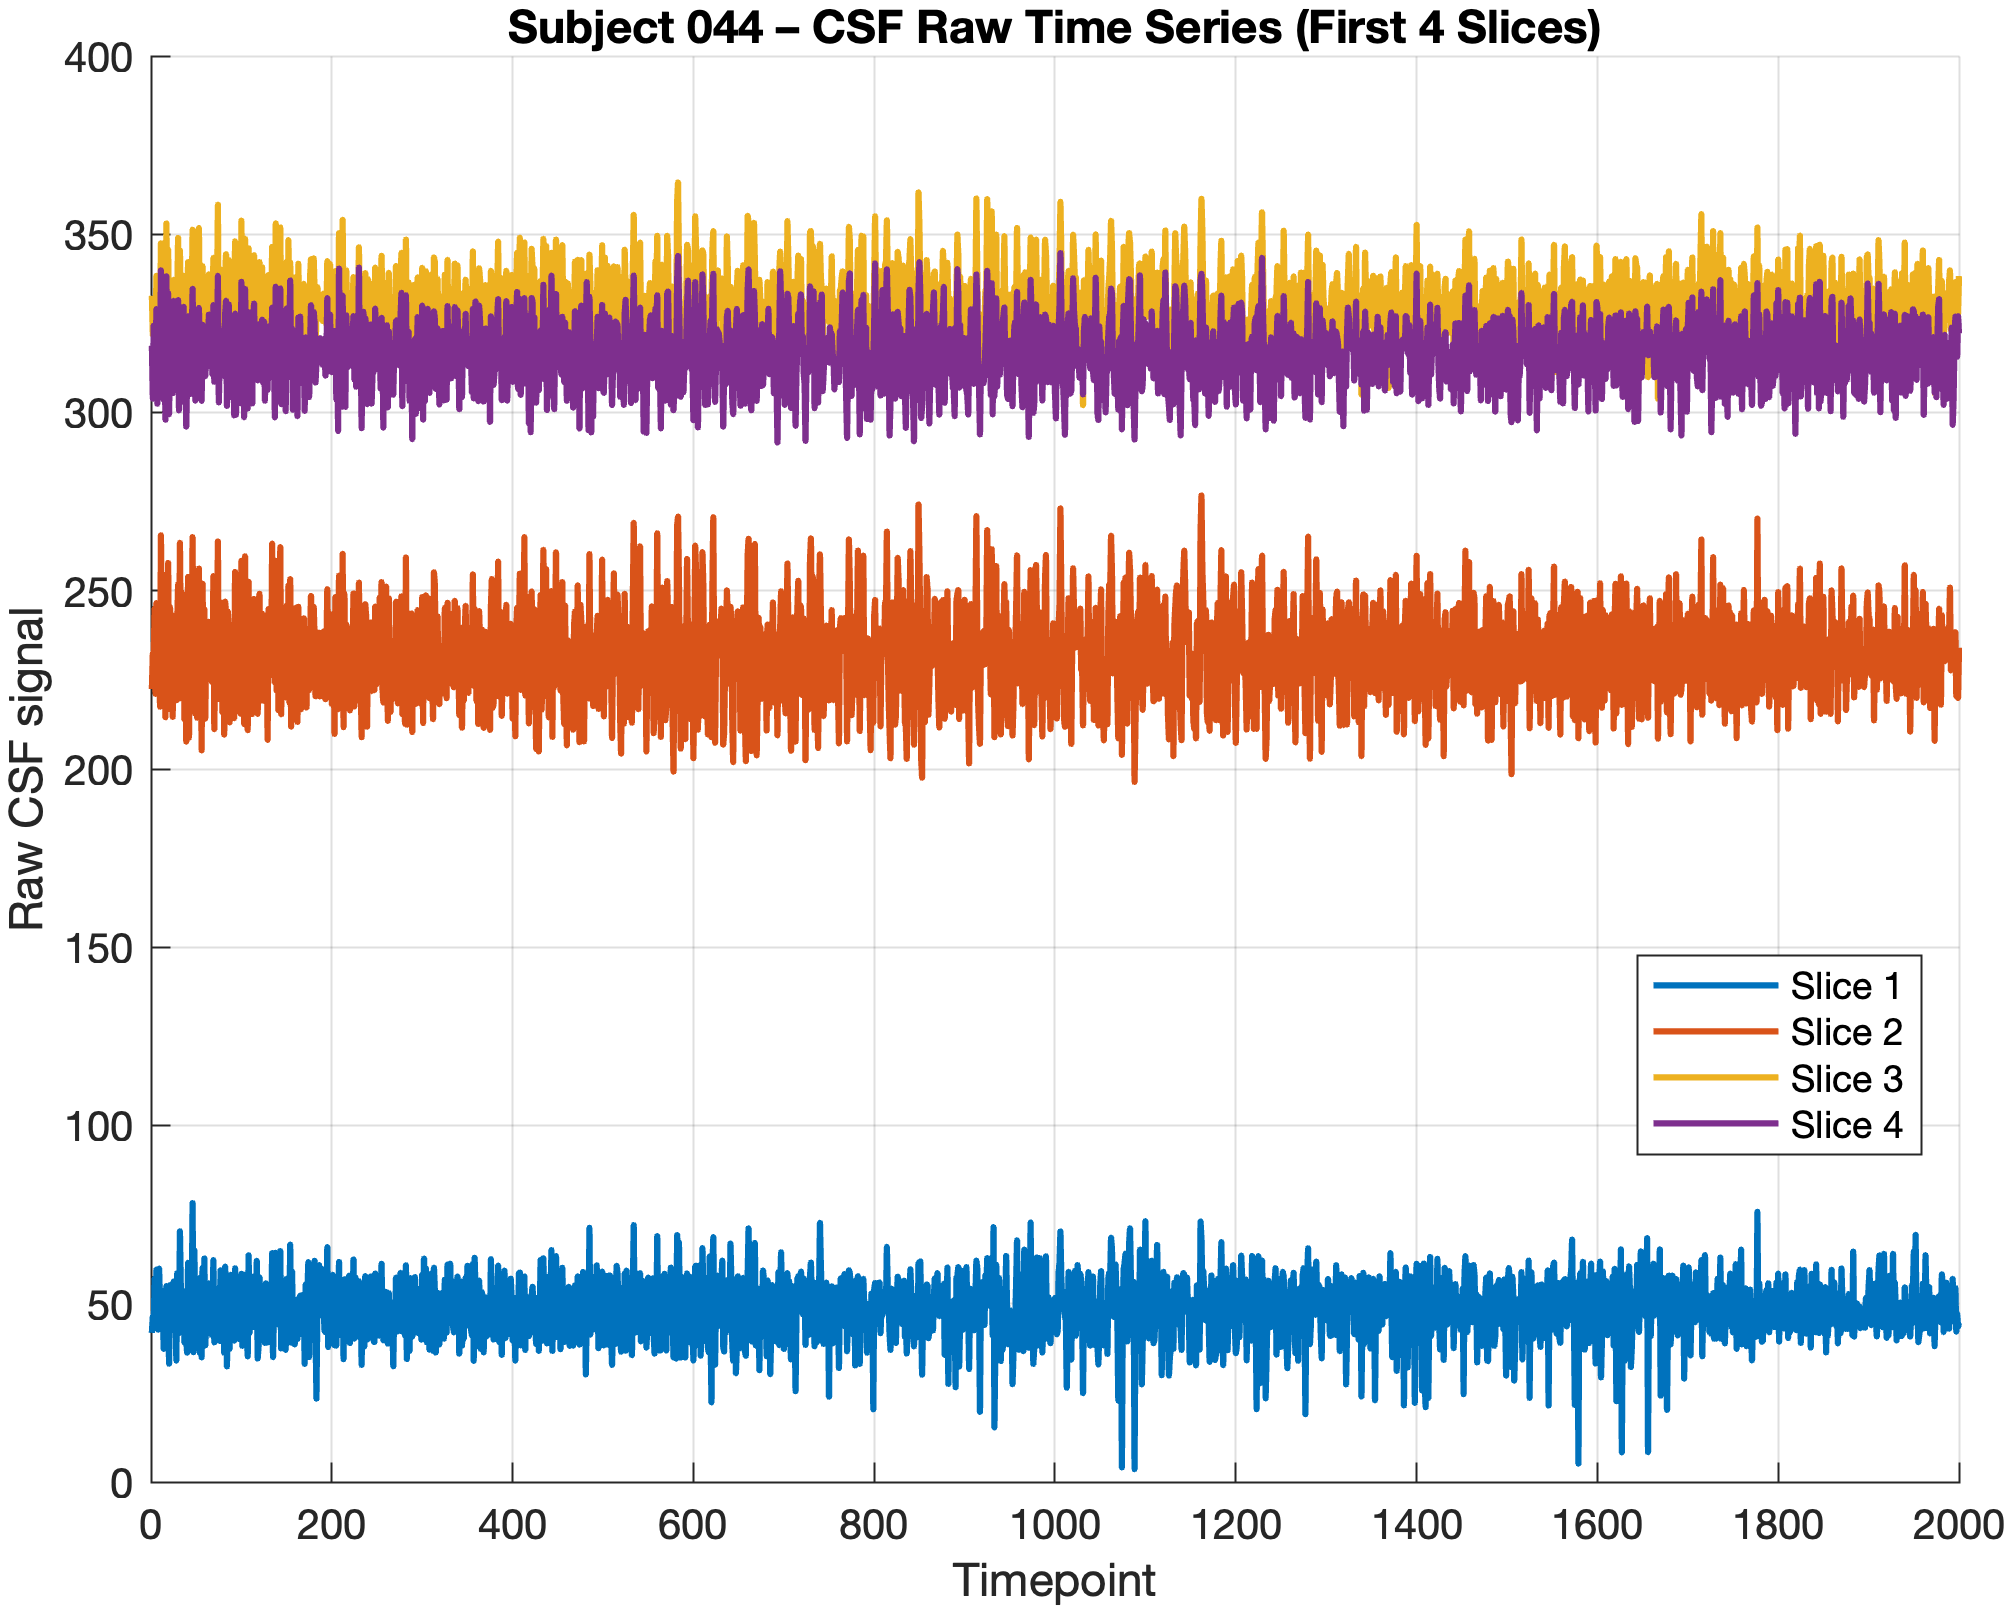 Subject 044 – CSF Raw Time Series (First 4 Slices)
400
350
300
250
200
150
100
50
0
Raw CSF signal
Slice 1
Slice 2
Slice 3
Slice 4
0 200 400 600 800 1000 1200 1400 1600 1800 2000
Timepoint